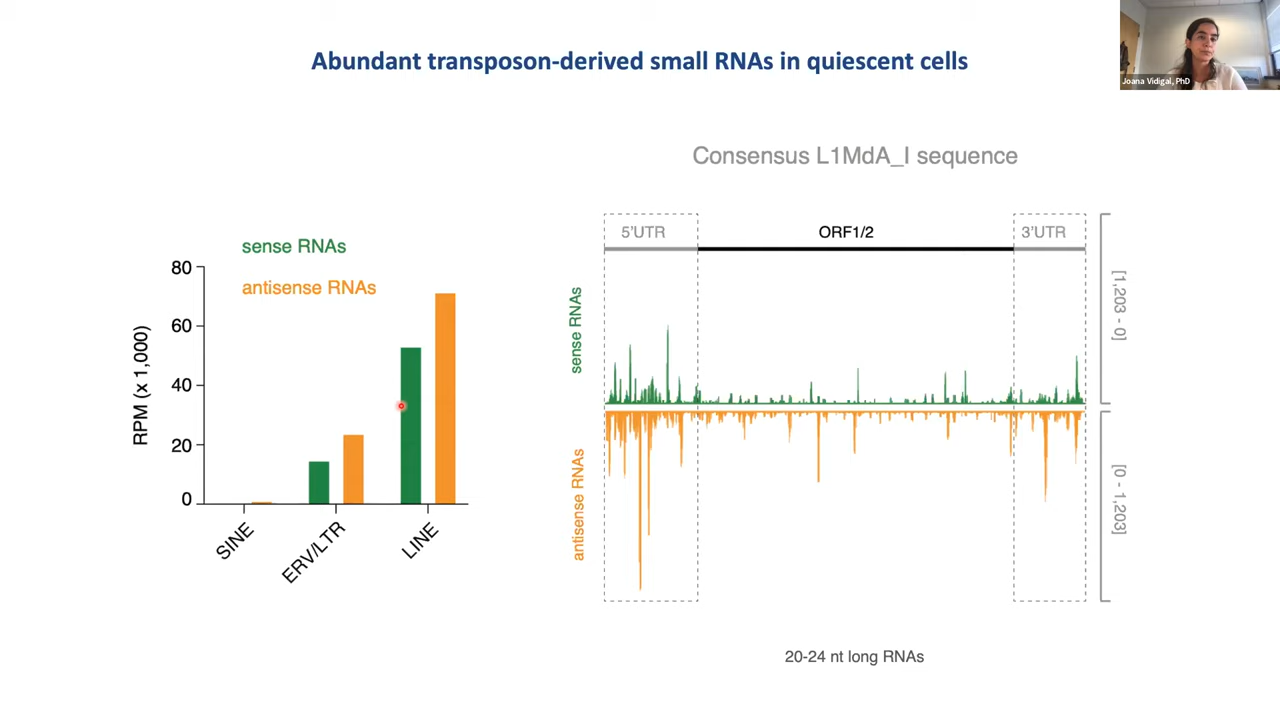 Abundant transposon-derived small RNAs in quiescent cells
Joana Vidigal, PhD
Consensus L1MdA_I sequence
sense RNAs
antisense RNAs
RPM (x 1,000)
80
60
40
20
0
SINE
ERV/LTR
LINE
5'UTR
ORF1/2
3'UTR
sense RNAs
antisense RNAs
[1,203 - 0]
[0 - 1,203]
20-24 nt long RNAs